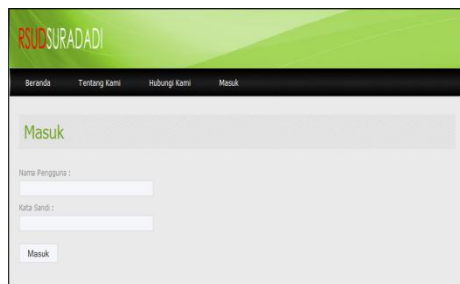 RSUDSURADADI
Beranda Tentang Kami Hubungi Kami Masuk
Masuk
Nama Pengguna :
Kata Sandi :
Masuk